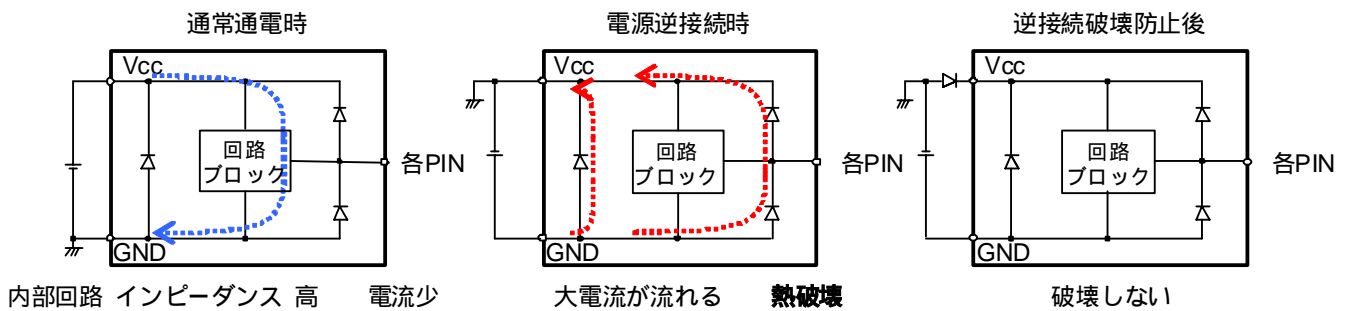 通常通電時
Vcc
回路
ブロック
各PIN
GND
内部回路 インピーダンス 高 電流少
電源逆接続時
Vcc
回路
ブロック
各PIN
GND
大電流が流れる 熱破壊
逆接続破壊防止後
Vcc
回路
ブロック
各PIN
GND
破壊しない